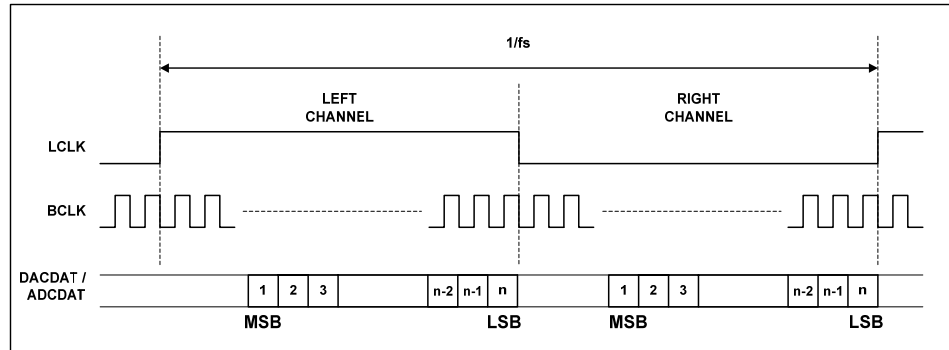 1/fs
LEFT
CHANNEL
RIGHT
CHANNEL
LCLK
BCLK
DACDAT /
ADCDAT
1 2 3 n-2 n-1 n 1 2 3 n-2 n-1 n
MSB LSB MSB LSB